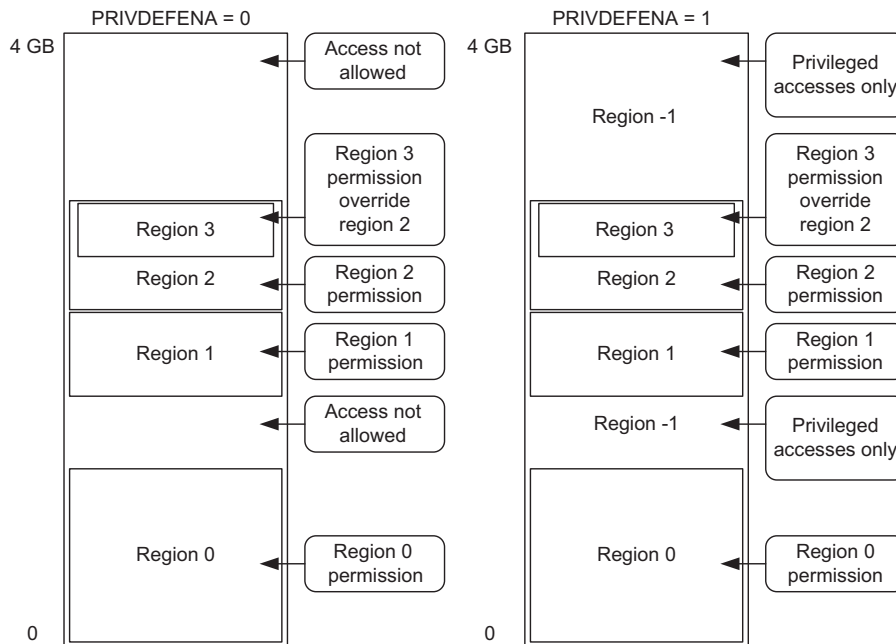 PRIVDEFENA = 0
4 GB
Access not
allowed
Region 3
permission
override
region 2
Region 3
Region 2
Region 2
permission
Region 1
Region 1
permission
Access not
allowed
Region 0
Region 0
permission
0
PRIVDEFENA = 1
4 GB
Privileged
accesses only
Region -1
Region 3
permission
override
region 2
Region 3
Region 2
Region 2
permission
Region 1
Region 1
permission
Region -1
Privileged
accesses only
Region 0
Region 0
permission
0